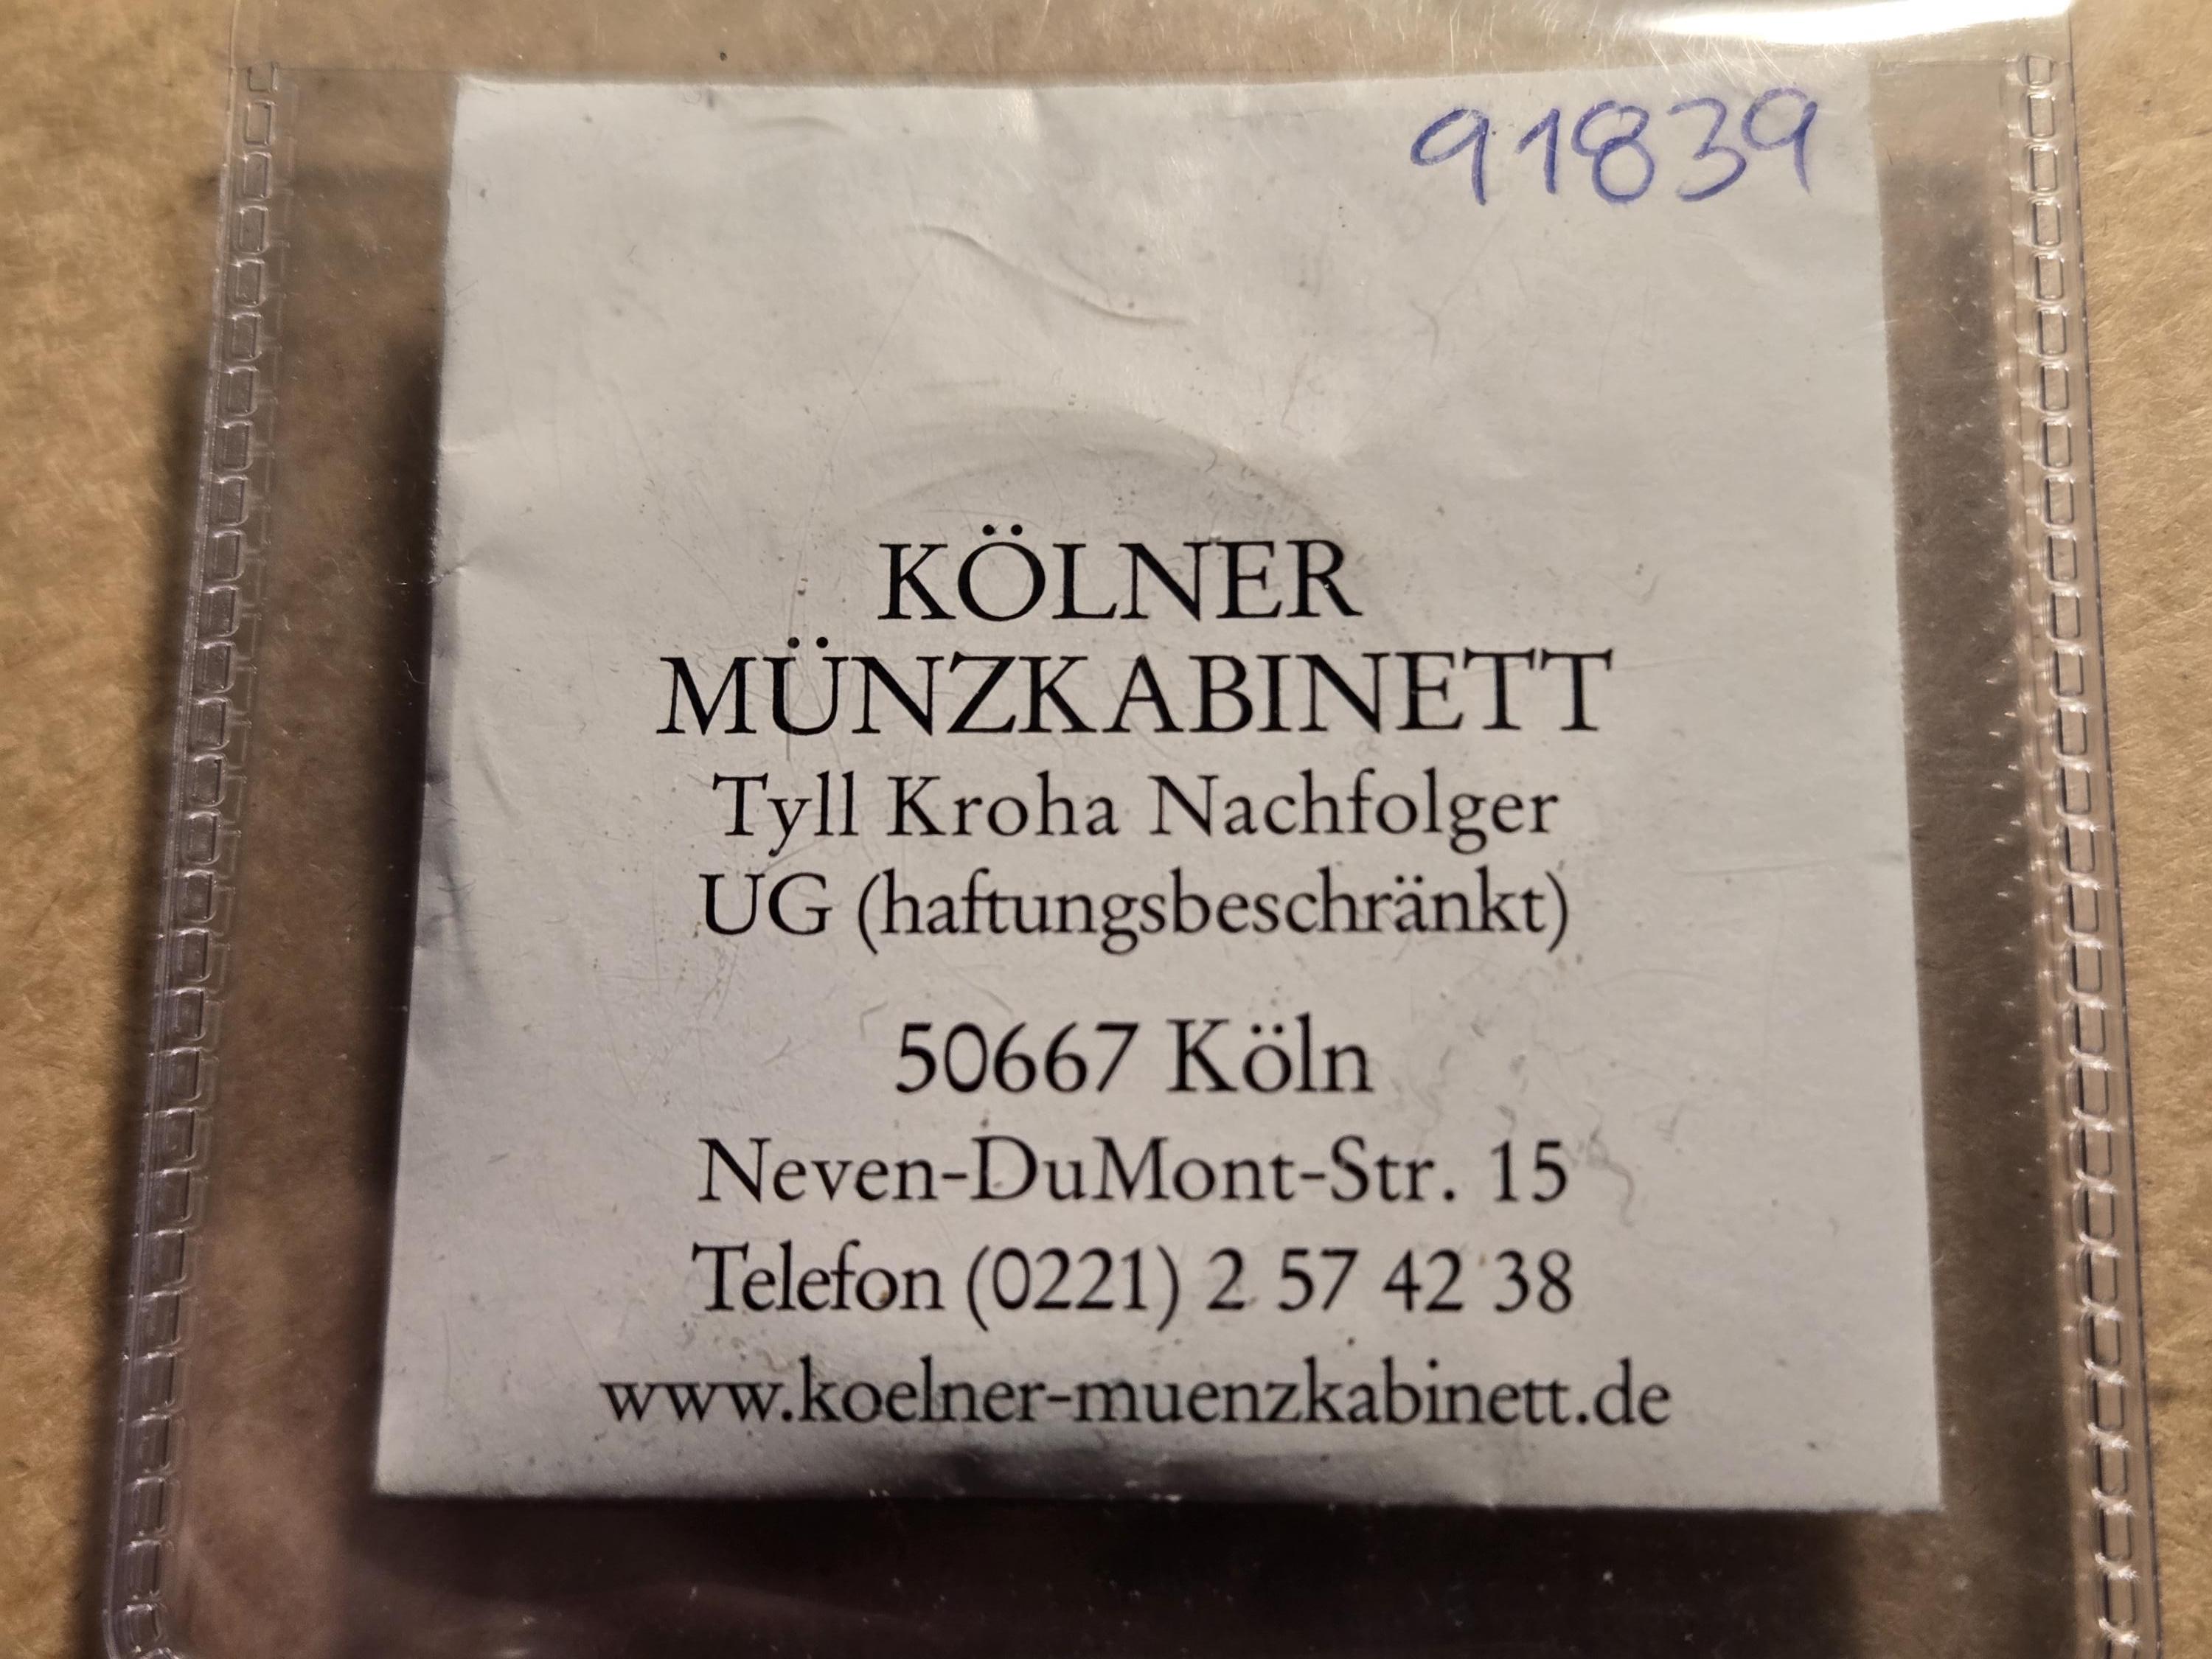 91839
KÖLNER
MÜNZKABINETT
Tyll Kroha Nachfolger
UG (haftungsbeschränkt)
50667 Köln
Neven-DuMont-Str. 15
Telefon (0221) 2 57 42 38
www.koelner-muenzkabinett.de